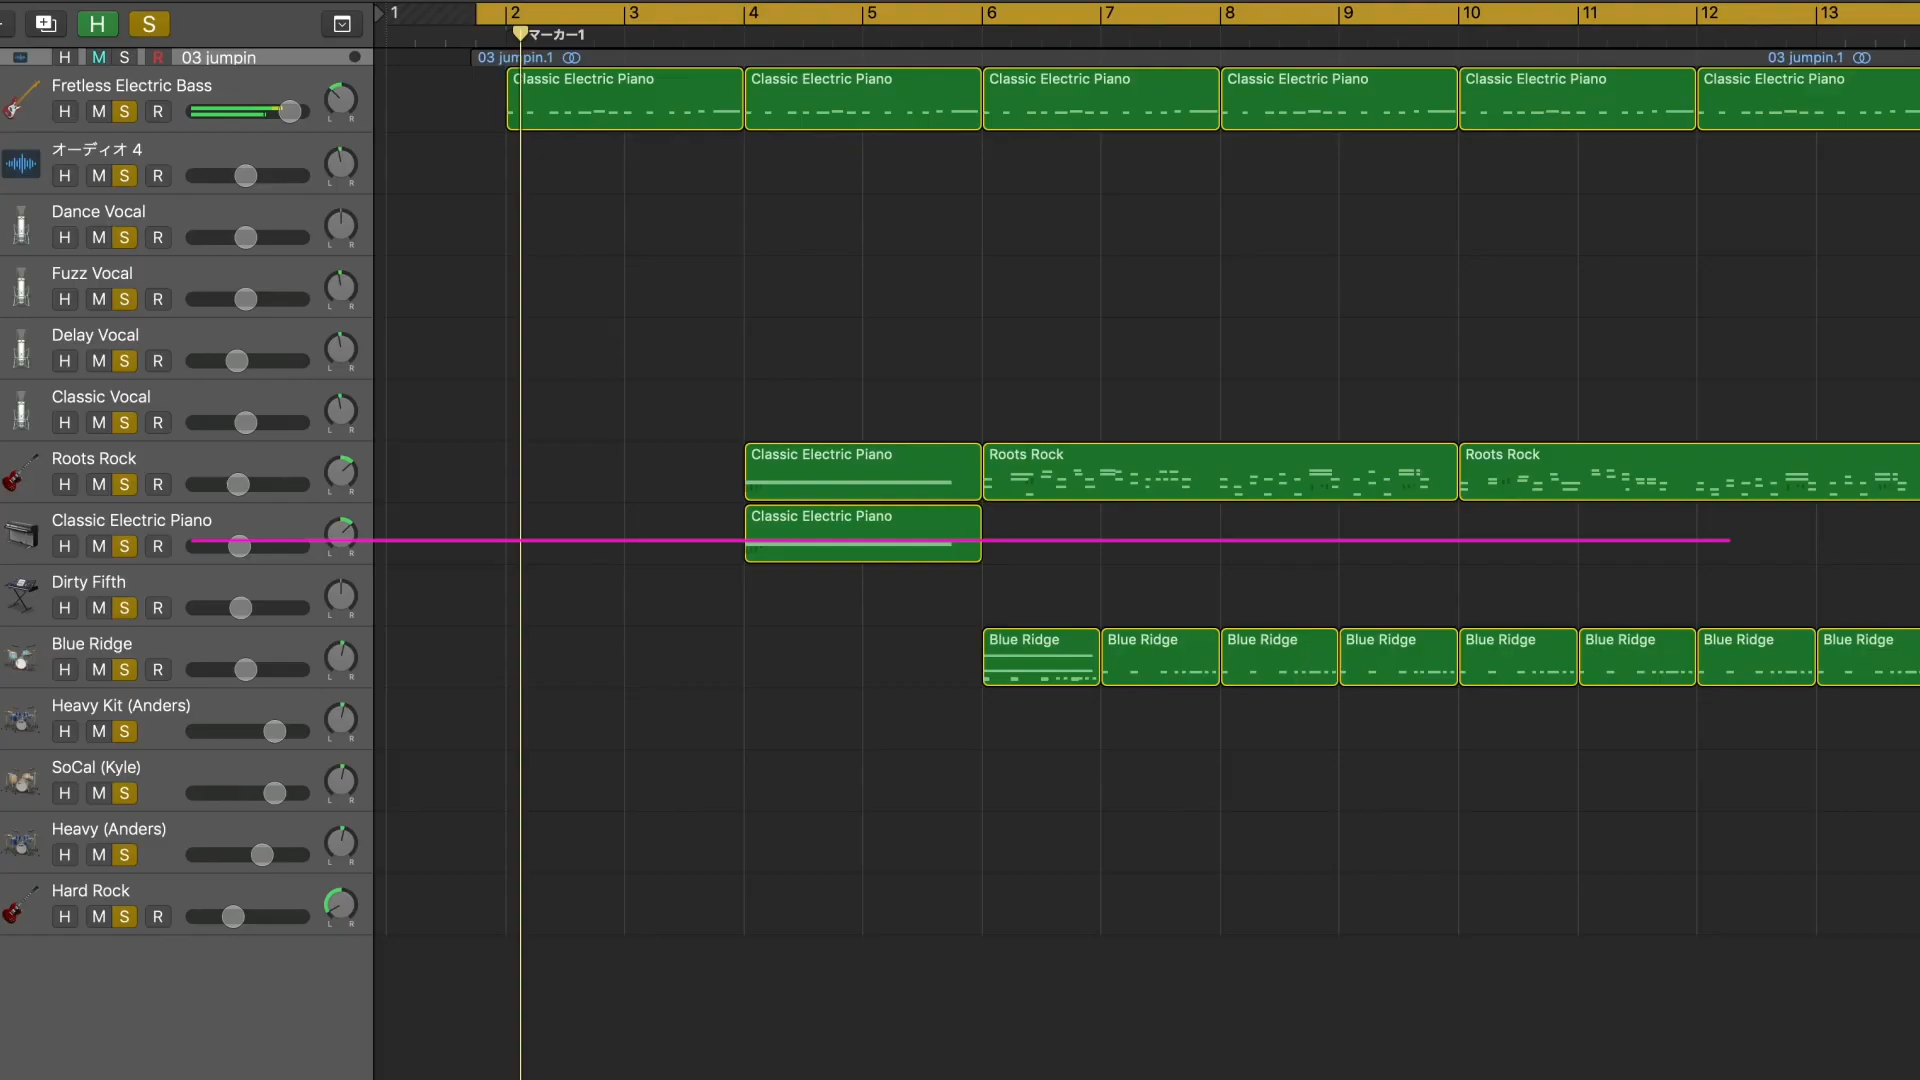 H S
1 2 3 4 5 6 7 8 9 10 11 12 13
マーカー1
H M S R 03 jumpin
03 jumpin.1 03 jumpin.1
Fretless Electric Bass
H M S R L R
Classic Electric Piano Classic Electric Piano Classic Electric Piano Classic Electric Piano Classic Electric Piano Classic Electric Piano
オーディオ 4
H M S R L R
Dance Vocal
H M S R L R
Fuzz Vocal
H M S R L R
Delay Vocal
H M S R L R
Classic Vocal
H M S R L R
Roots Rock
H M S R L R
Classic Electric Piano Roots Rock Roots Rock
Classic Electric Piano
H M S R L R
Classic Electric Piano
Dirty Fifth
H M S R L R
Blue Ridge
H M S R L R
Blue Ridge Blue Ridge Blue Ridge Blue Ridge Blue Ridge Blue Ridge Blue Ridge Blue Ridge
Heavy Kit (Anders)
H M S L R
SoCal (Kyle)
H M S L R
Heavy (Anders)
H M S L R
Hard Rock
H M S R L R